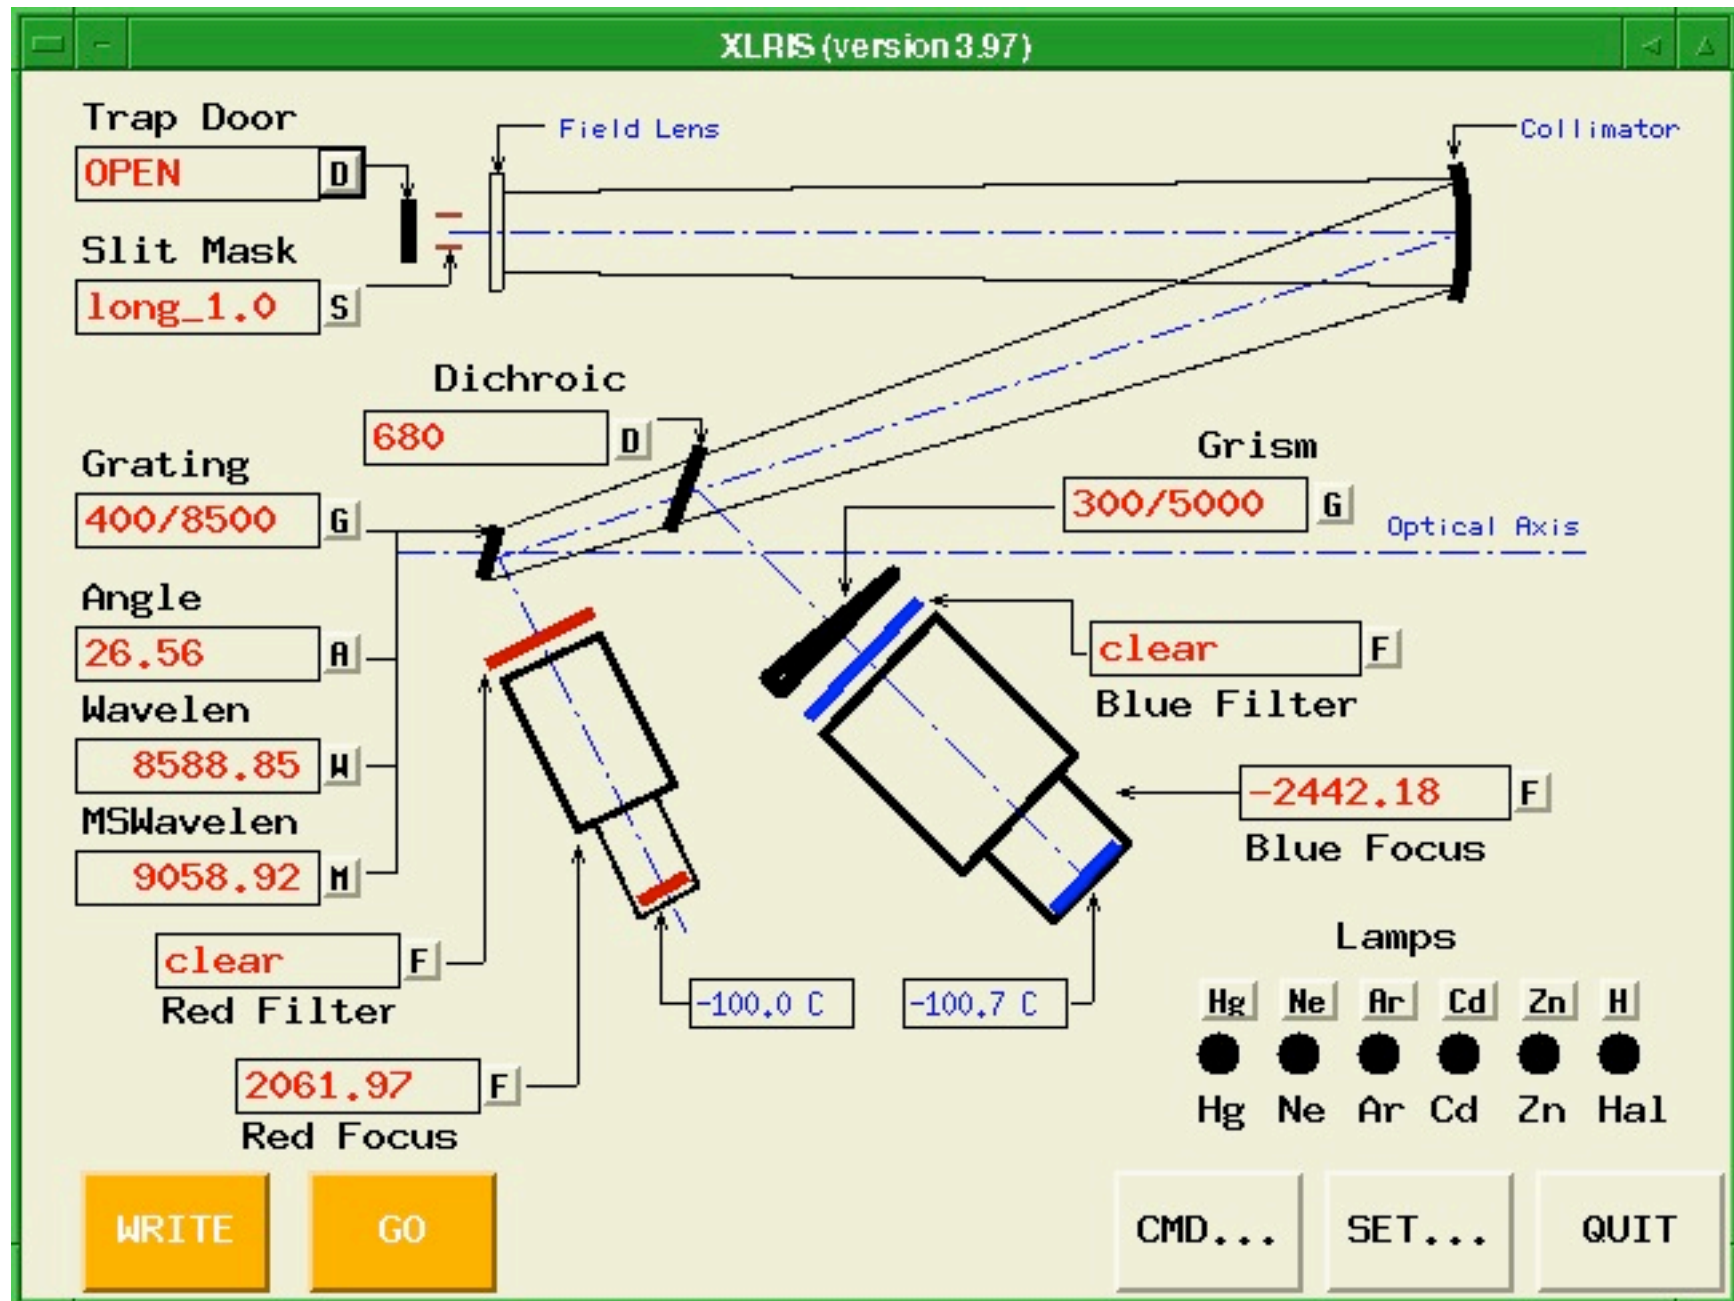 XLRIS (version 3.97)
Trap Door
OPEN D
Field Lens
Collimator
Slit Mask
long_1.0 S
Dichroic
680 D
Grating
400/8500 G
Grism
300/5000 G
Optical Axis
Angle
26.56 A
clear F
Blue Filter
Wavelen
8588.85 W
MSWavelen
9058.92 M
-2442.18 F
Blue Focus
clear F
Red Filter
-100.0 C
-100.7 C
2061.97 F
Red Focus
Lamps
Hg Ne Ar Cd Zn H
Hg Ne Ar Cd Zn Hal
WRITE GO CMD... SET... QUIT